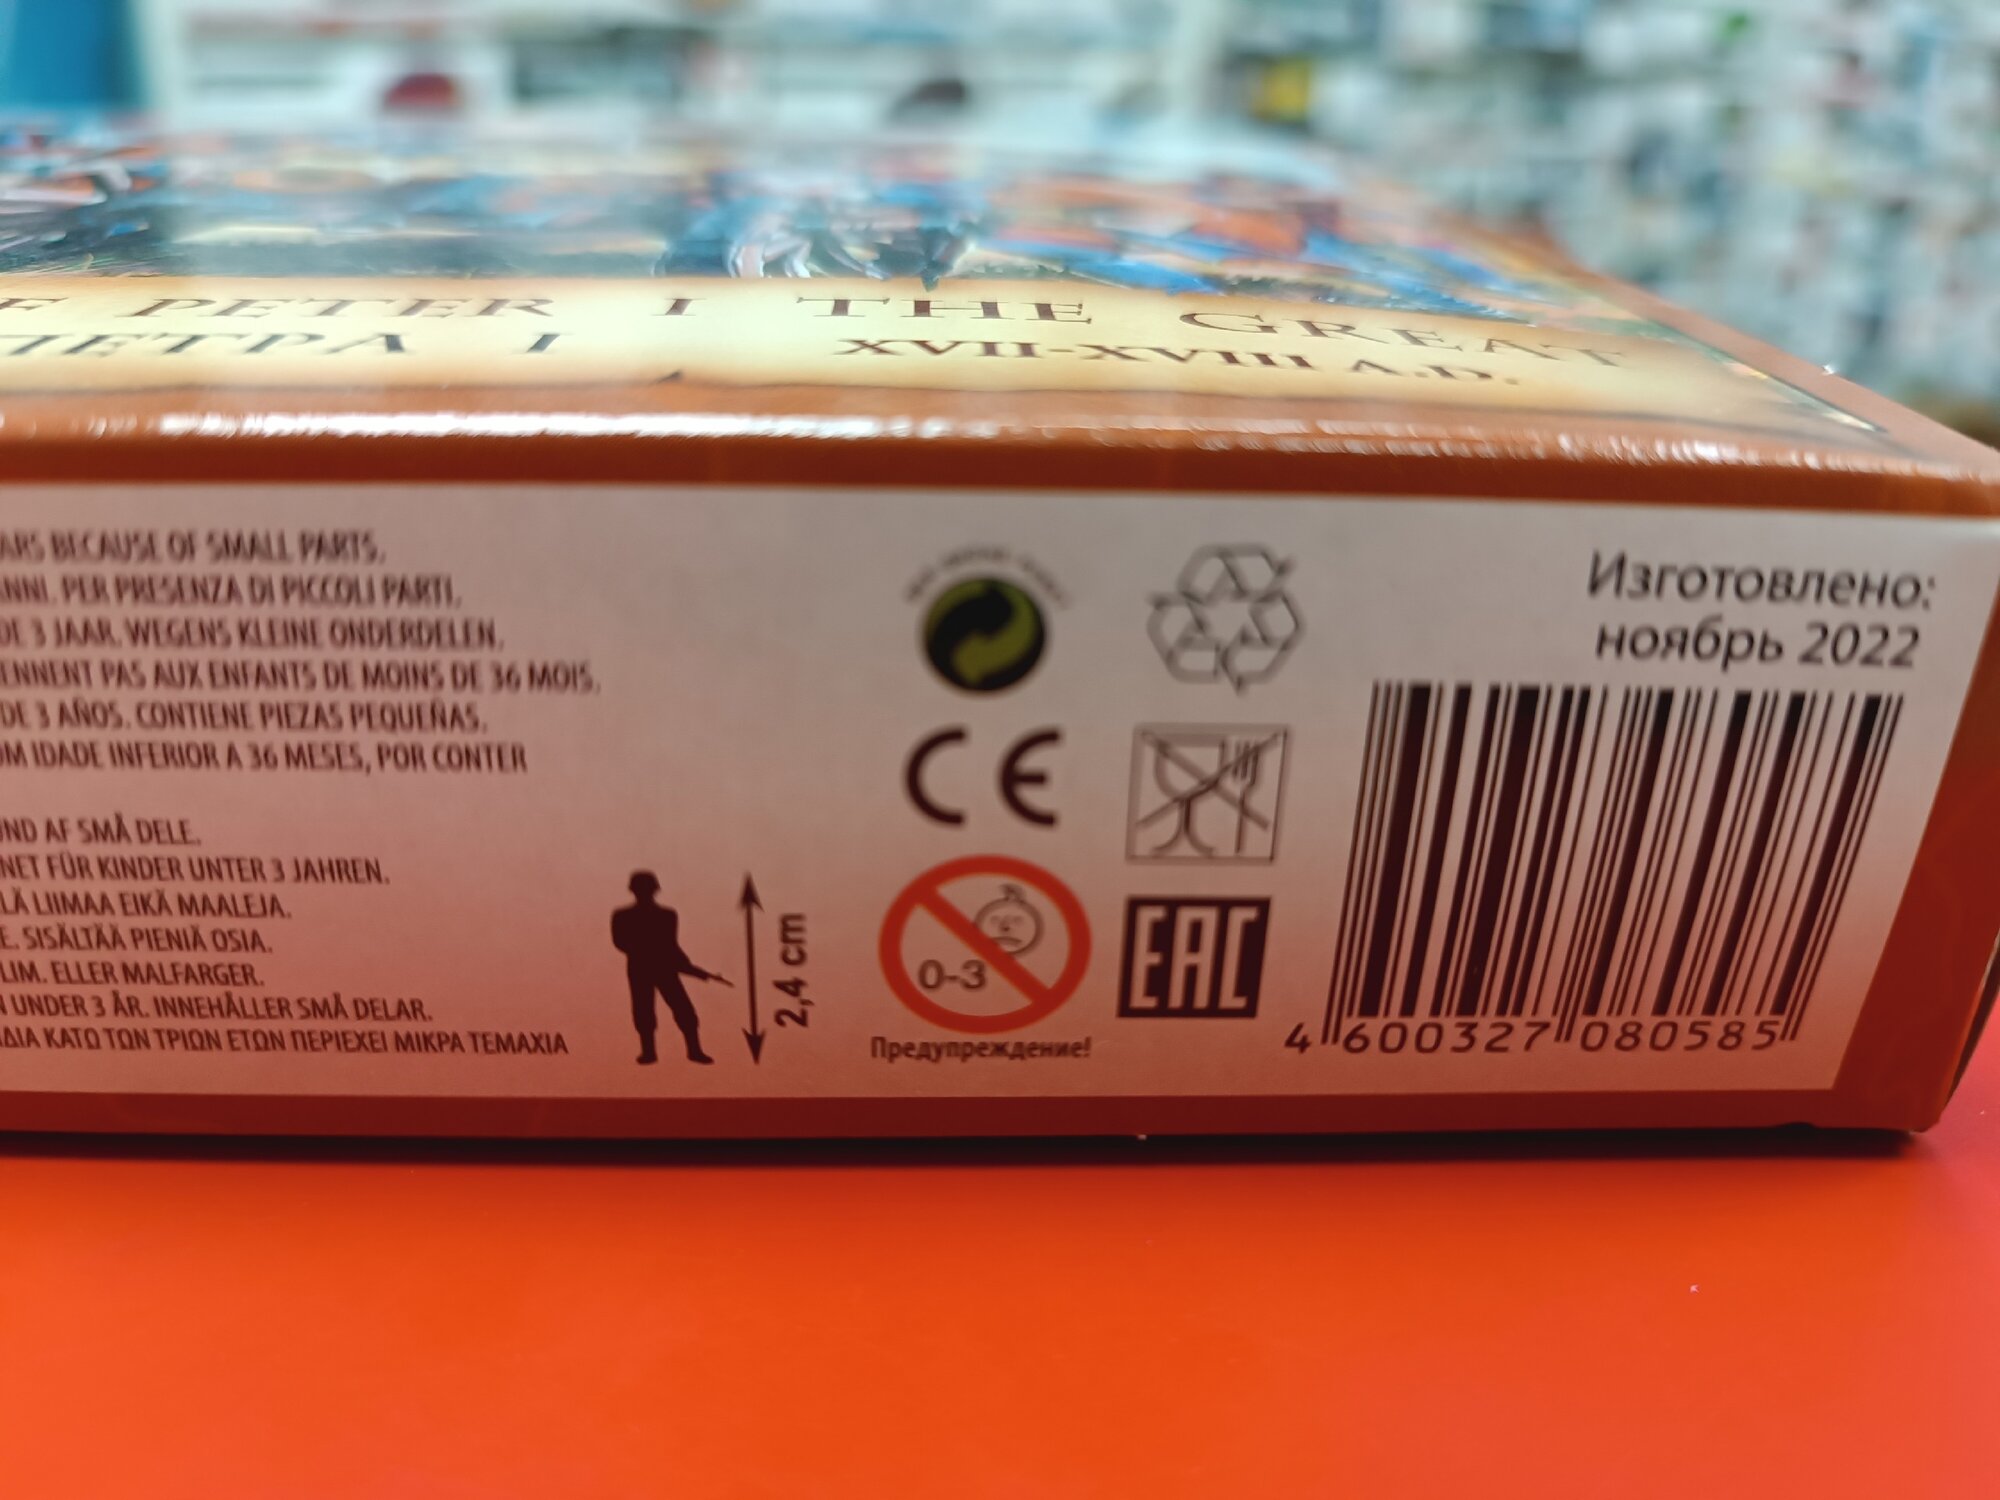 F PETER I THE GREAT
ПЕТРА I XVII-XVIII A.D.
ARS BECAUSE OF SMALL PARTS.
ANNI. PER PRESENZA DI PICCOLI PARTI.
DE 3 JAAR. WEGENS KLEINE ONDERDELEN.
ENNENT PAS AUX ENFANTS DE MOINS DE 36 MOIS.
DE 3 AÑOS. CONTIENE PIEZAS PEQUEÑAS.
OM IDADE INFERIOR A 36 MESES, POR CONTER
UND AF SMÅ DELE.
NET FÜR KINDER UNTER 3 JAHREN.
LÄ LIIMAA EIKÄ MAALEJA.
E. SISÄLTÄÄ PIENIÄ OSIA.
LIM. ELLER MALFARGER.
N UNDER 3 ÅR. INNEHÅLLER SMÅ DELAR.
ΔΙΑ ΚΑΤΩ ΤΩΝ ΤΡΙΩΝ ΕΤΩΝ ΠΕΡΙΕΧΕΙ ΜΙΚΡΑ ΤΕΜΑΧΙΑ
2,4 cm
CE
0-3
Предупреждение!
EAC
Изготовлено:
ноябрь 2022
4 600327 080585